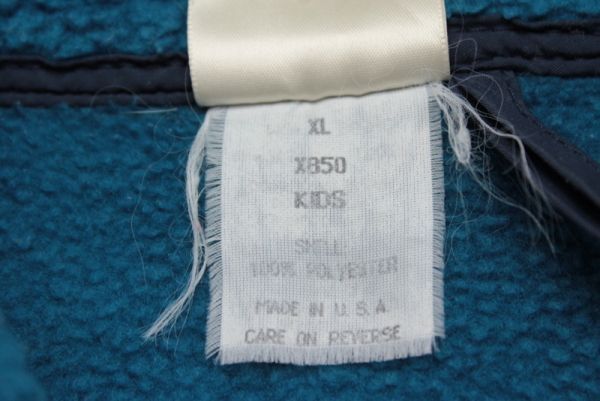 XL
X850
KIDS
SHELL:
100% POLYESTER
MADE IN U.S.A
CARE ON REVERSE